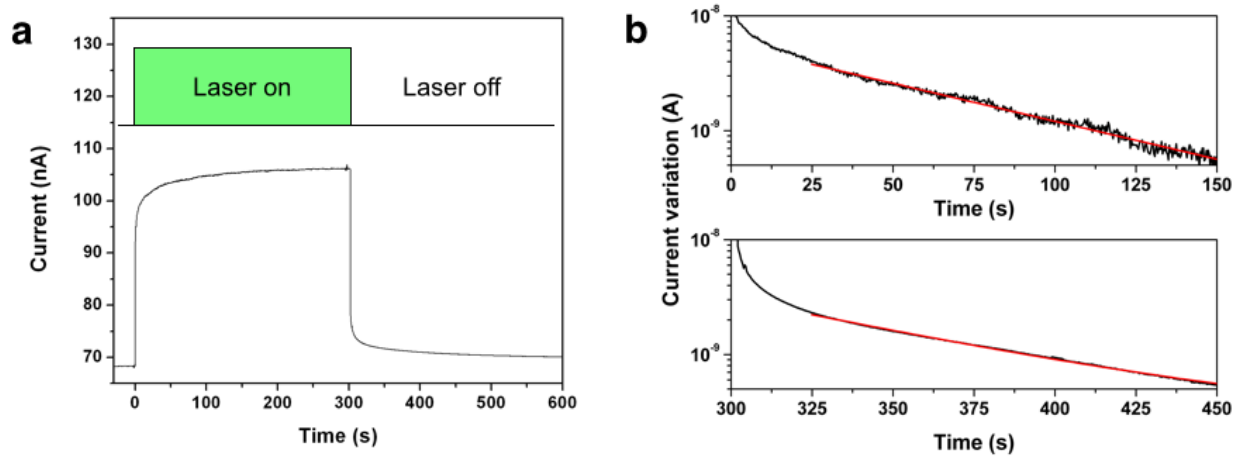 a
130
120
110
100
90
80
70
Current (nA)
Laser on
Laser off
0 100 200 300 400 500 600
Time (s)
b
Current variation (A)
10⁻⁸
10⁻⁹
0 25 50 75 100 125 150
Time (s)
10⁻⁸
10⁻⁹
300 325 350 375 400 425 450
Time (s)